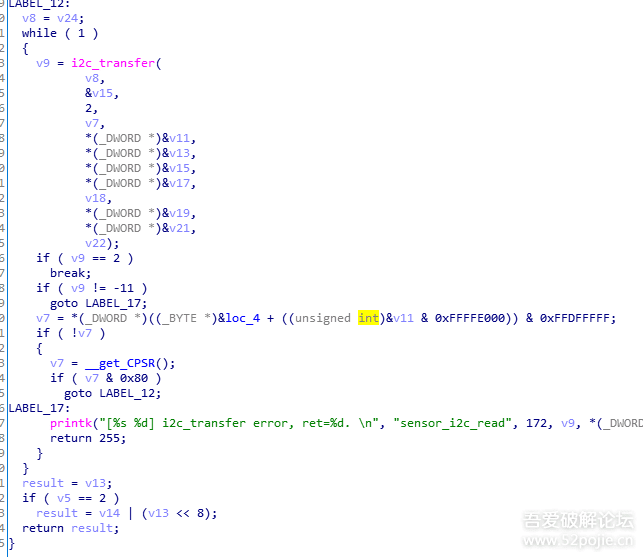 LABEL_12:
v8 = v24;
while ( 1 )
{
v9 = i2c_transfer(
v8,
&v15,
2,
v7,
*(_DWORD *)&v11,
*(_DWORD *)&v13,
*(_DWORD *)&v15,
*(_DWORD *)&v17,
v18,
*(_DWORD *)&v19,
*(_DWORD *)&v21,
v22);
if ( v9 == 2 )
break;
if ( v9 != -11 )
goto LABEL_17;
v7 = *(_DWORD *)((_BYTE *)&loc_4 + ((unsigned int)&v11 & 0xFFFFE000)) & 0xFFDFFFFF;
if ( !v7 )
{
v7 = __get_CPSR();
if ( v7 & 0x80 )
goto LABEL_12;
LABEL_17:
printk("[%s %d] i2c_transfer error, ret=%d. \n", "sensor_i2c_read", 172, v9, *(_DWORD
return 255;
}
}
result = v13;
if ( v5 == 2 )
result = v14 | (v13 << 8);
return result;
}
吾爱破解论坛
www.52pojie.cn